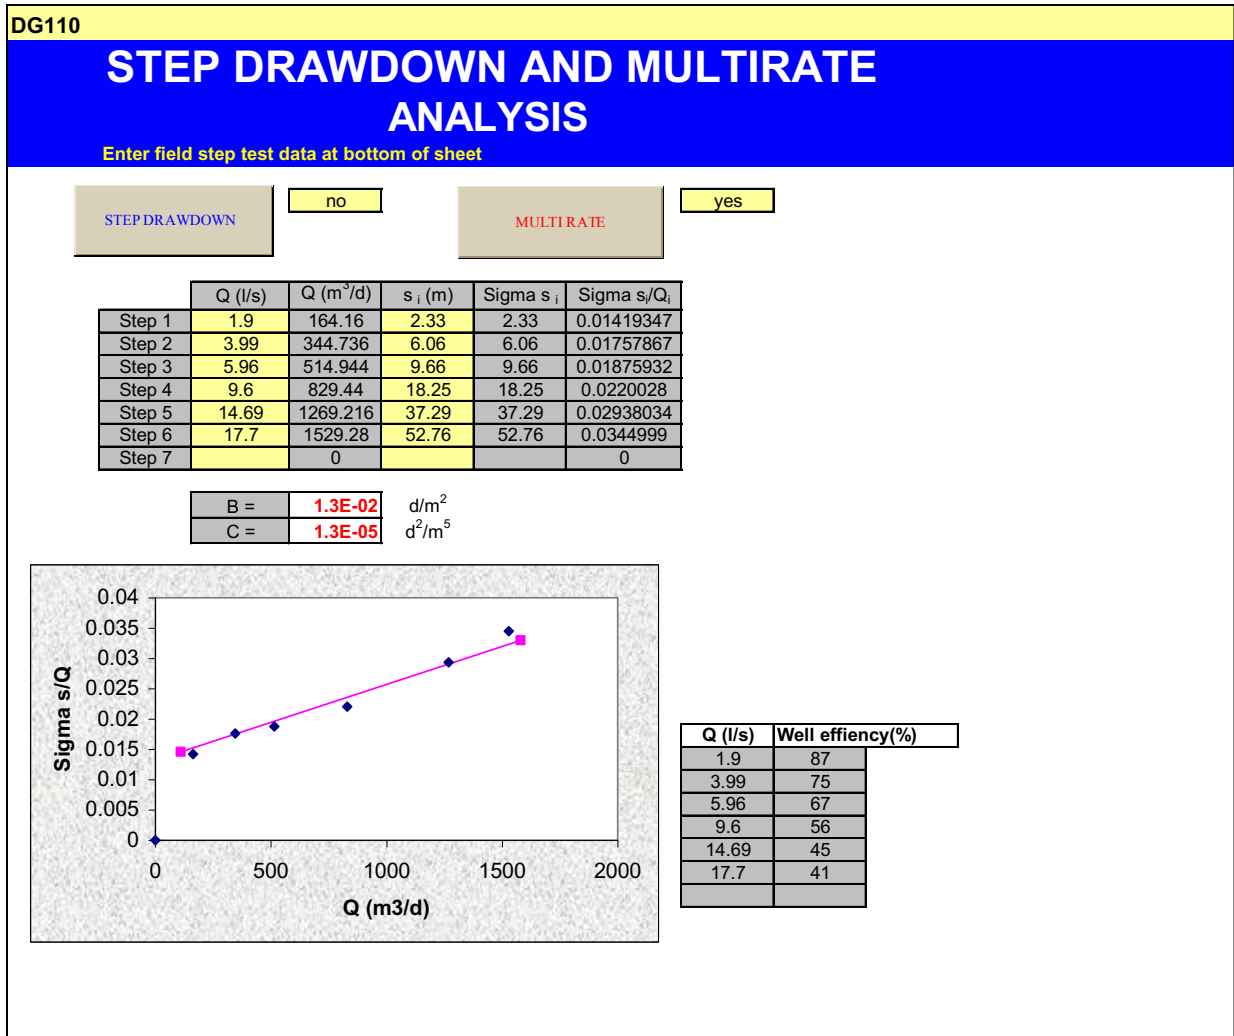 DG110
STEP DRAWDOWN AND MULTIRATE
ANALYSIS
Enter field step test data at bottom of sheet
STEP DRAWDOWN no MULTI RATE yes
Q (l/s) Q (m³/d) s i (m) Sigma s i Sigma si/Qi
Step 1 1.9 164.16 2.33 2.33 0.01419347
Step 2 3.99 344.736 6.06 6.06 0.01757867
Step 3 5.96 514.944 9.66 9.66 0.01875932
Step 4 9.6 829.44 18.25 18.25 0.0220028
Step 5 14.69 1269.216 37.29 37.29 0.02938034
Step 6 17.7 1529.28 52.76 52.76 0.0344999
Step 7 0 0
B = 1.3E-02 d/m²
C = 1.3E-05 d²/m⁵
0.04
0.035
0.03
0.025
0.02
0.015
0.01
0.005
0
Sigma s/Q
0 500 1000 1500 2000
Q (m3/d)
Q (l/s) Well effiency(%)
1.9 87
3.99 75
5.96 67
9.6 56
14.69 45
17.7 41